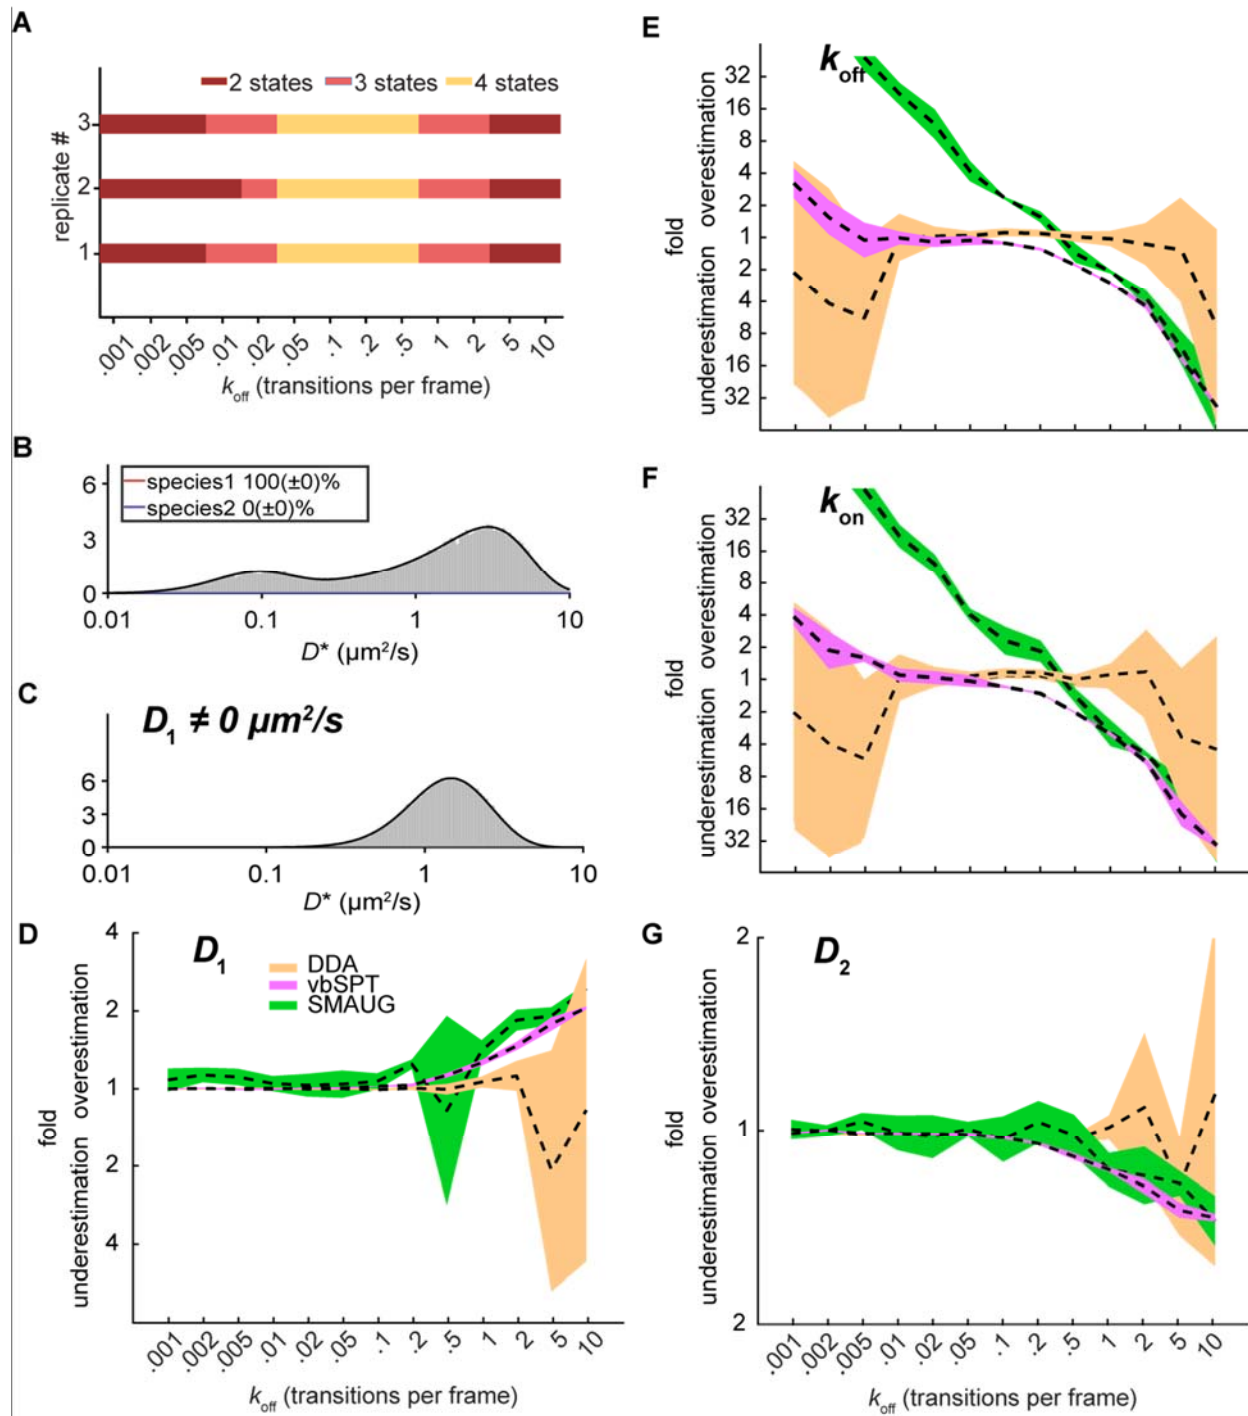 A
2 states 3 states 4 states
replicate #
3
2
1
.001 .002 .005 .01 .02 .05 .1 .2 .5 1 2 5 10
koff (transitions per frame)
B
species1 100(±0)%
species2 0(±0)%
6
3
0
0.01 0.1 1 10
D* (µm²/s)
C
D1 ≠ 0 µm²/s
6
3
0
0.01 0.1 1 10
D* (µm²/s)
D
D1
DDA
vbSPT
SMAUG
fold
underestimation overestimation
4
2
1
2
4
.001 .002 .005 .01 .02 .05 .1 .2 .5 1 2 5 10
koff (transitions per frame)
E
koff
fold
underestimation overestimation
32
16
8
4
2
1
2
4
8
16
32
F
kon
fold
underestimation overestimation
32
16
8
4
2
1
2
4
8
16
32
G
D2
fold
underestimation overestimation
2
1
2
.001 .002 .005 .01 .02 .05 .1 .2 .5 1 2 5 10
koff (transitions per frame)